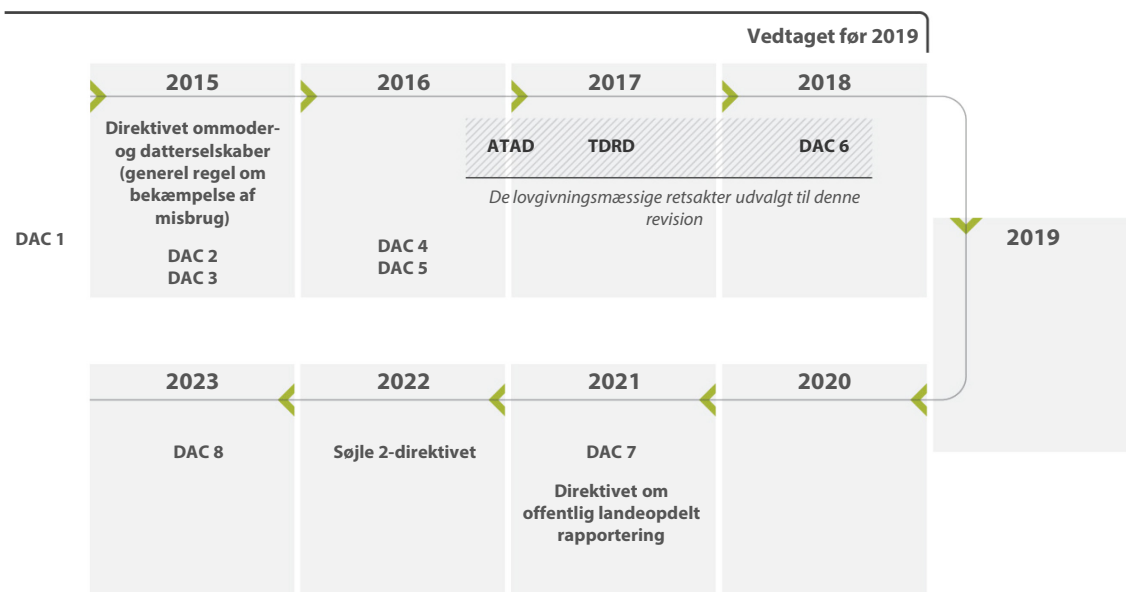 Vedtaget før 2019
DAC 1
2015
Direktivet ommoder-
og datterselskaber
(generel regel om
bekæmpelse af
misbrug)
DAC 2
DAC 3
2016
DAC 4
DAC 5
2017
2018
ATAD
TDRD
DAC 6
De lovgivningsmæssige retsakter udvalgt til denne
revision
2019
2020
2021
DAC 7
Direktivet om
offentlig landeopdelt
rapportering
2022
Søjle 2-direktivet
2023
DAC 8